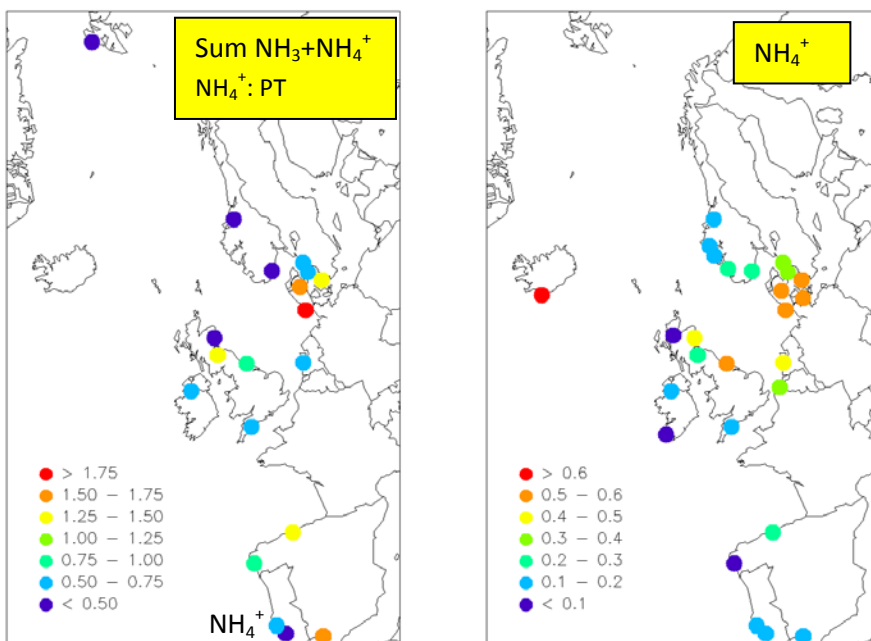 Sum NH₃+NH₄⁺
NH₄⁺: PT
> 1.75
1.50 – 1.75
1.25 – 1.50
1.00 – 1.25
0.75 – 1.00
0.50 – 0.75
< 0.50
NH₄⁺
NH₄⁺
> 0.6
0.5 – 0.6
0.4 – 0.5
0.3 – 0.4
0.2 – 0.3
0.1 – 0.2
< 0.1